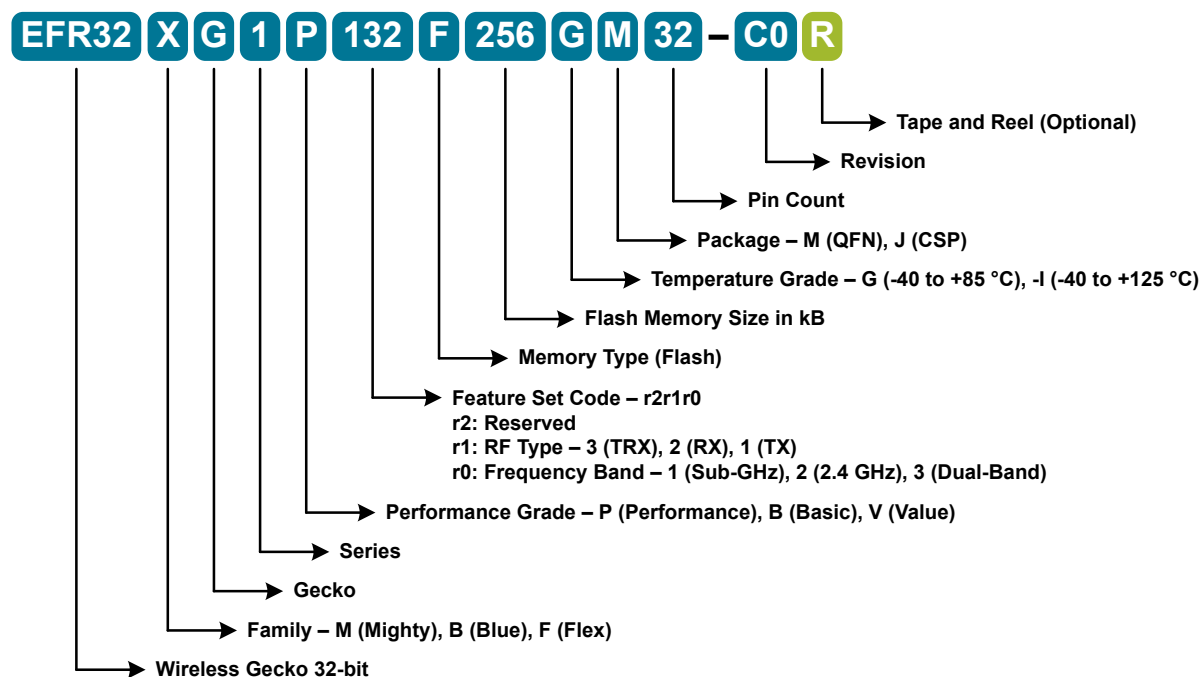 EFR32 X G 1 P 132 F 256 G M 32 – C0 R
Tape and Reel (Optional)
Revision
Pin Count
Package – M (QFN), J (CSP)
Temperature Grade – G (-40 to +85 °C), -I (-40 to +125 °C)
Flash Memory Size in kB
Memory Type (Flash)
Feature Set Code – r2r1r0
r2: Reserved
r1: RF Type – 3 (TRX), 2 (RX), 1 (TX)
r0: Frequency Band – 1 (Sub-GHz), 2 (2.4 GHz), 3 (Dual-Band)
Performance Grade – P (Performance), B (Basic), V (Value)
Series
Gecko
Family – M (Mighty), B (Blue), F (Flex)
Wireless Gecko 32-bit